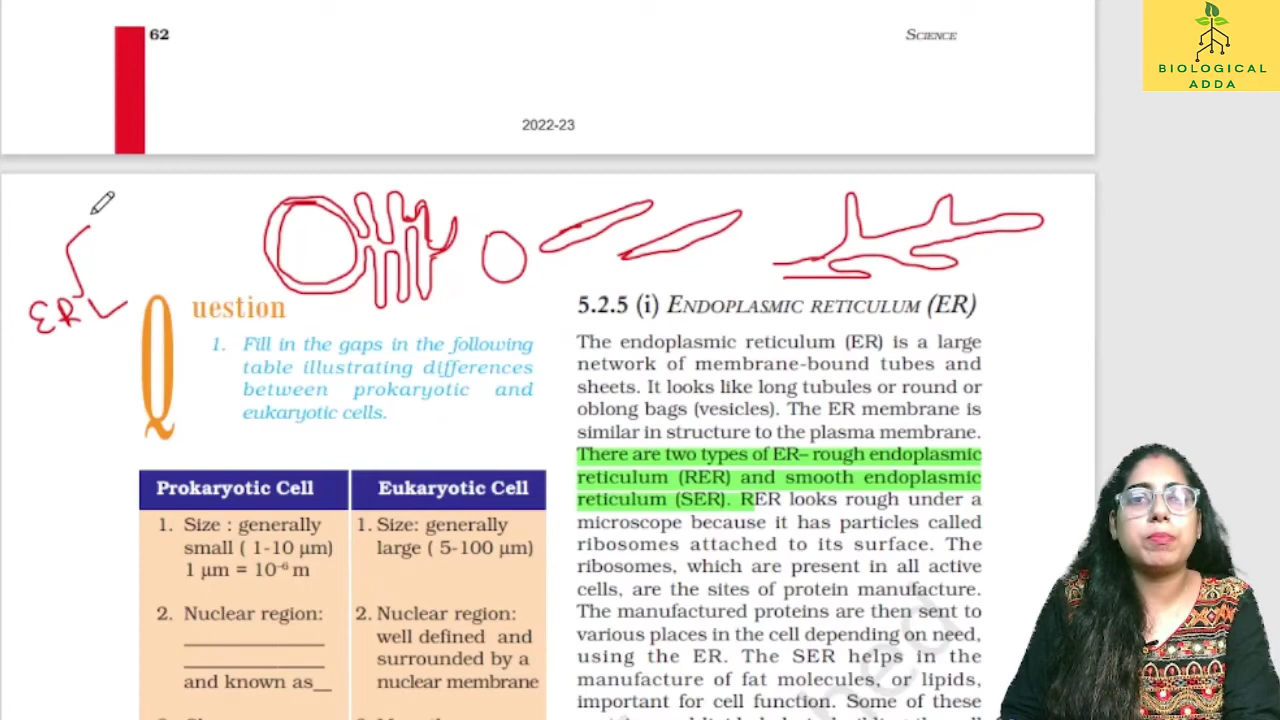 62
SCIENCE
BIOLOGICAL
ADDA
2022-23
ER
Question
1. Fill in the gaps in the following
table illustrating differences
between prokaryotic and
eukaryotic cells.
Prokaryotic Cell
Eukaryotic Cell
1. Size : generally
small ( 1-10 µm)
1 µm = 10⁻⁶ m
1. Size: generally
large ( 5-100 µm)
2. Nuclear region:
_______________
_______________
and known as__
2. Nuclear region:
well defined and
surrounded by a
nuclear membrane
5.2.5 (i) ENDOPLASMIC RETICULUM (ER)
The endoplasmic reticulum (ER) is a large
network of membrane-bound tubes and
sheets. It looks like long tubules or round or
oblong bags (vesicles). The ER membrane is
similar in structure to the plasma membrane.
There are two types of ER– rough endoplasmic
reticulum (RER) and smooth endoplasmic
reticulum (SER). RER looks rough under a
microscope because it has particles called
ribosomes attached to its surface. The
ribosomes, which are present in all active
cells, are the sites of protein manufacture.
The manufactured proteins are then sent to
various places in the cell depending on need,
using the ER. The SER helps in the
manufacture of fat molecules, or lipids,
important for cell function. Some of these